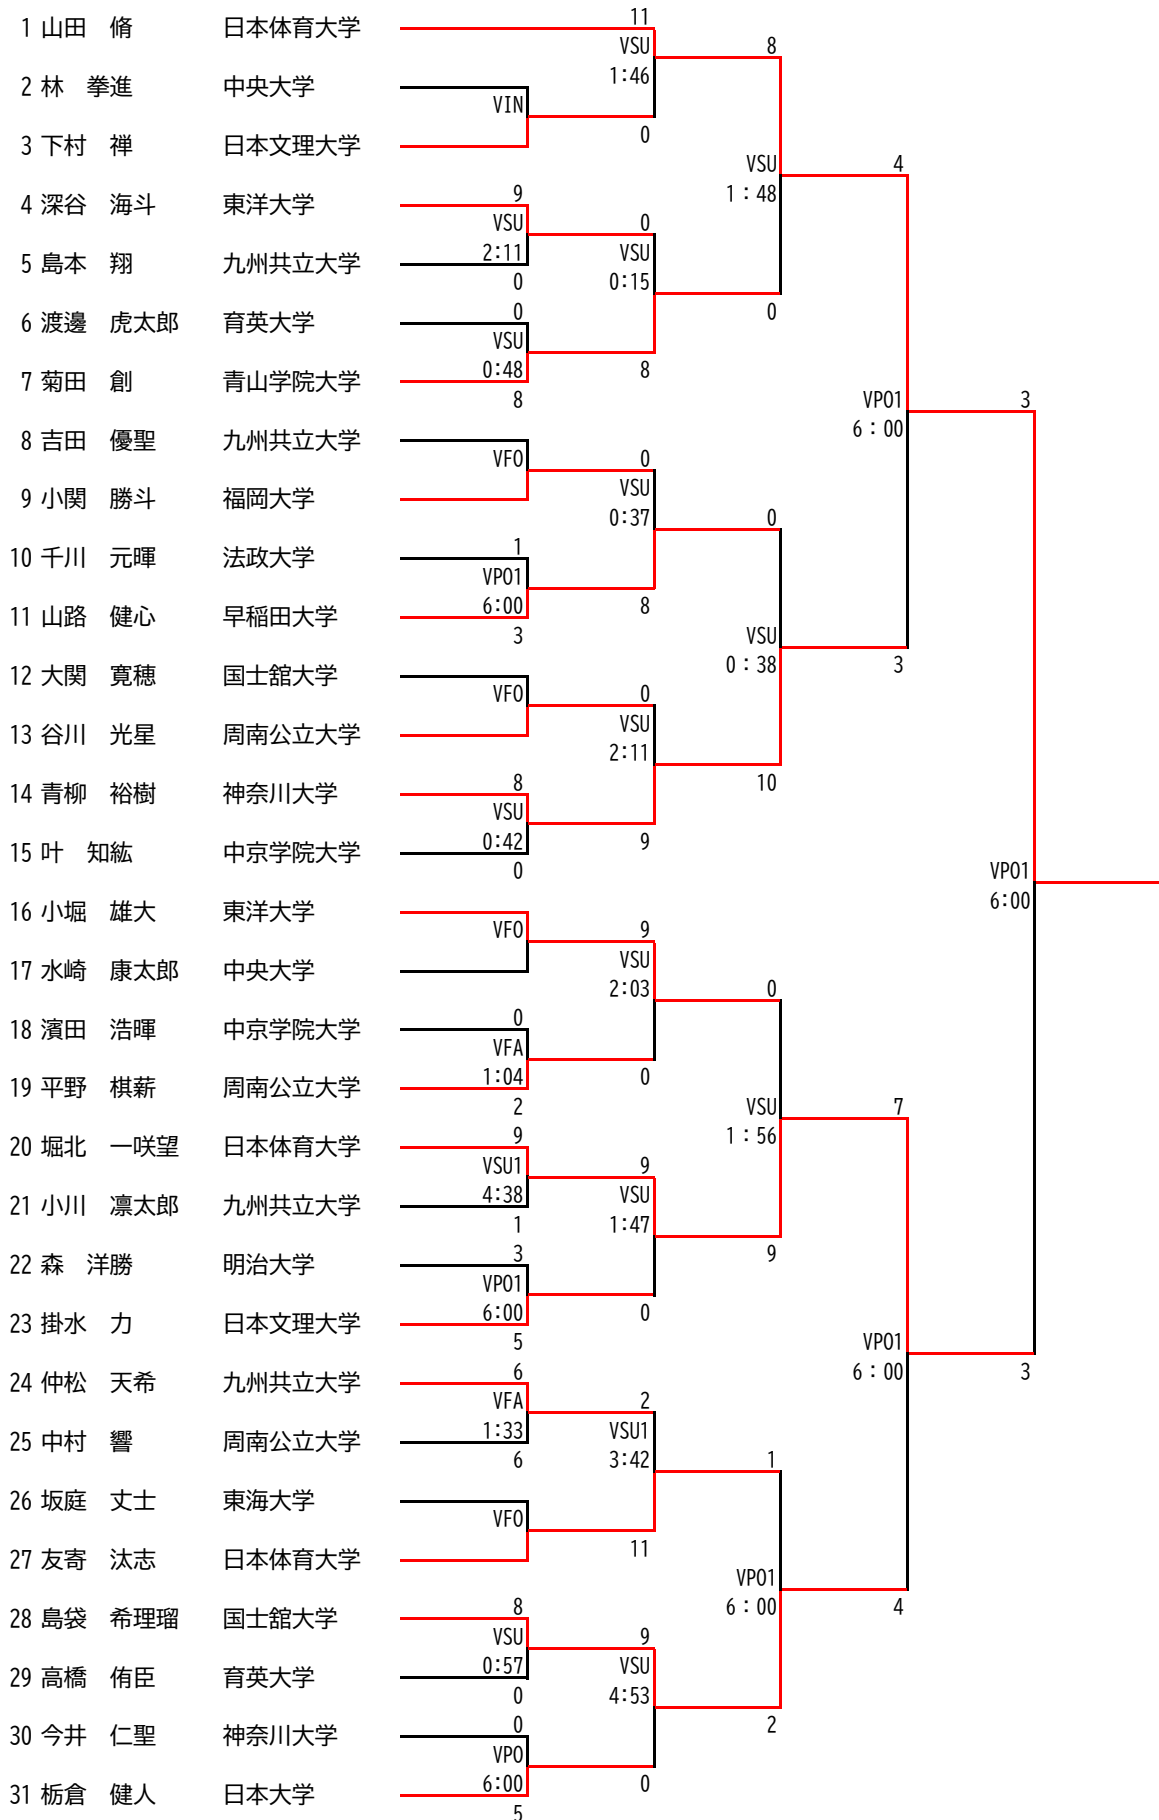 1 山田　脩 日本体育大学
2 林　拳進 中央大学
3 下村　禅 日本文理大学
4 深谷　海斗 東洋大学
5 島本　翔 九州共立大学
6 渡邊　虎太郎 育英大学
7 菊田　創 青山学院大学
8 吉田　優聖 九州共立大学
9 小関　勝斗 福岡大学
10 千川　元暉 法政大学
11 山路　健心 早稲田大学
12 大関　寛穂 国士舘大学
13 谷川　光星 周南公立大学
14 青柳　裕樹 神奈川大学
15 叶　知紘 中京学院大学
16 小堀　雄大 東洋大学
17 水崎　康太郎 中央大学
18 濱田　浩暉 中京学院大学
19 平野　棋薪 周南公立大学
20 堀北　一咲望 日本体育大学
21 小川　凛太郎 九州共立大学
22 森　洋勝 明治大学
23 掛水　力 日本文理大学
24 仲松　天希 九州共立大学
25 中村　響 周南公立大学
26 坂庭　丈士 東海大学
27 友寄　汰志 日本体育大学
28 島袋　希理瑠 国士舘大学
29 高橋　侑臣 育英大学
30 今井　仁聖 神奈川大学
31 栃倉　健人 日本大学
VIN
9
VSU
2:11
0
0
VSU
0:48
8
VFO
1
VPO1
6:00
3
VFO
8
VSU
0:42
0
VFO
0
VFA
1:04
2
9
VSU1
4:38
1
3
VPO1
6:00
5
6
VFA
1:33
6
VFO
8
VSU
0:57
0
0
VPO
6:00
5
11
VSU
1:46
0
0
VSU
0:15
8
0
VSU
0:37
8
0
VSU
2:11
9
9
VSU
2:03
0
9
VSU
1:47
0
2
VSU1
3:42
11
9
VSU
4:53
0
8
VSU
1：48
0
0
VSU
0：38
10
0
VSU
1：56
9
1
VPO1
6：00
2
4
VPO1
6：00
3
7
VPO1
6：00
4
3
VPO1
6:00
3